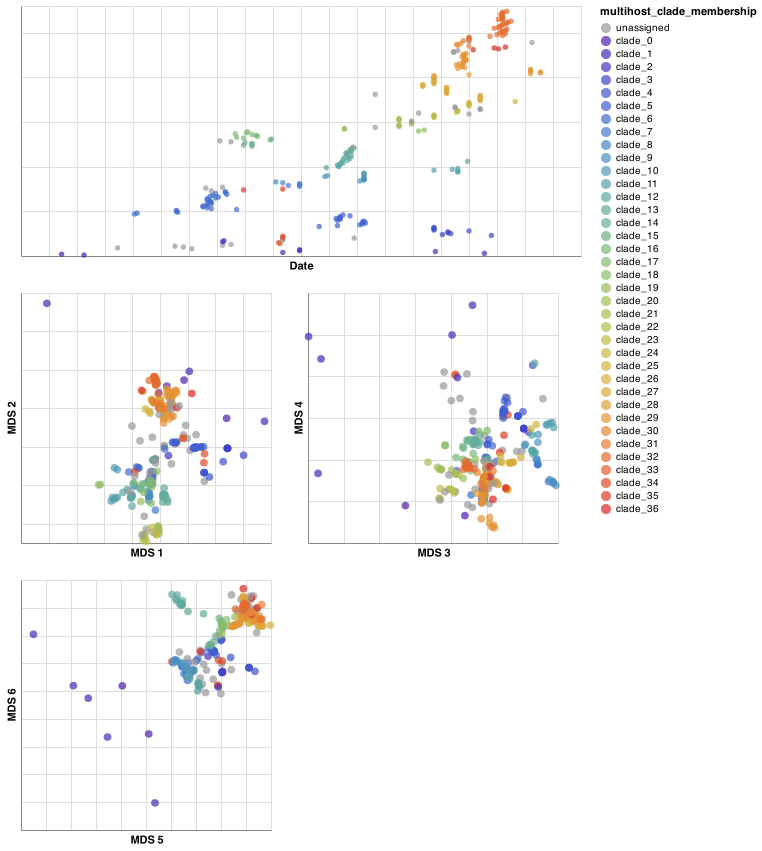 multihost_clade_membership
unassigned
clade_0
clade_1
clade_2
clade_3
clade_4
clade_5
clade_6
clade_7
clade_8
clade_9
clade_10
clade_11
clade_12
clade_13
clade_14
clade_15
clade_16
clade_17
clade_18
clade_19
clade_20
clade_21
clade_22
clade_23
clade_24
clade_25
clade_26
clade_27
clade_28
clade_29
clade_30
clade_31
clade_32
clade_33
clade_34
clade_35
clade_36
Date
MDS 2
MDS 1
MDS 4
MDS 3
MDS 6
MDS 5